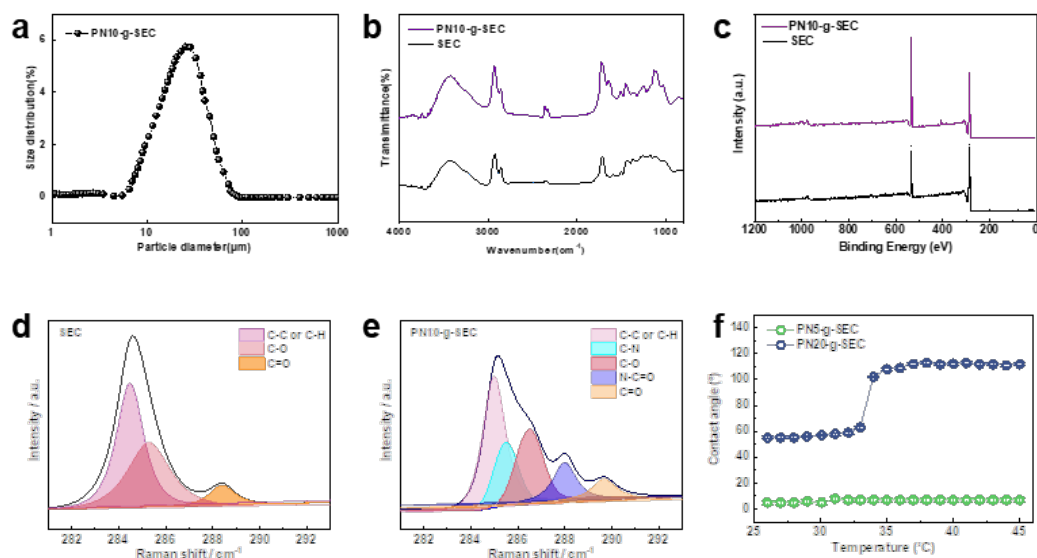 a
PN10-g-SEC
Size distribution(%)
6
4
2
0
1 10 100 1000
Particle diameter(µm)
b
PN10-g-SEC
SEC
Transimittance(%)
4000 3000 2000 1000
Wavenumber(cm⁻¹)
c
PN10-g-SEC
SEC
Intensity (a.u.)
1200 1000 800 600 400 200 0
Binding Energy (eV)
d
SEC
C-C or C-H
C-O
C=O
Intensity / a.u.
282 284 286 288 290 292
Raman shift / cm⁻¹
e
PN10-g-SEC
C-C or C-H
C-N
C-O
N-C=O
C=O
Intensity / a.u.
282 284 286 288 290 292
Raman shift / cm⁻¹
f
PN5-g-SEC
PN20-g-SEC
Contact angle (°)
140
120
100
80
60
40
20
0
25 30 35 40 45
Temperature (°C)